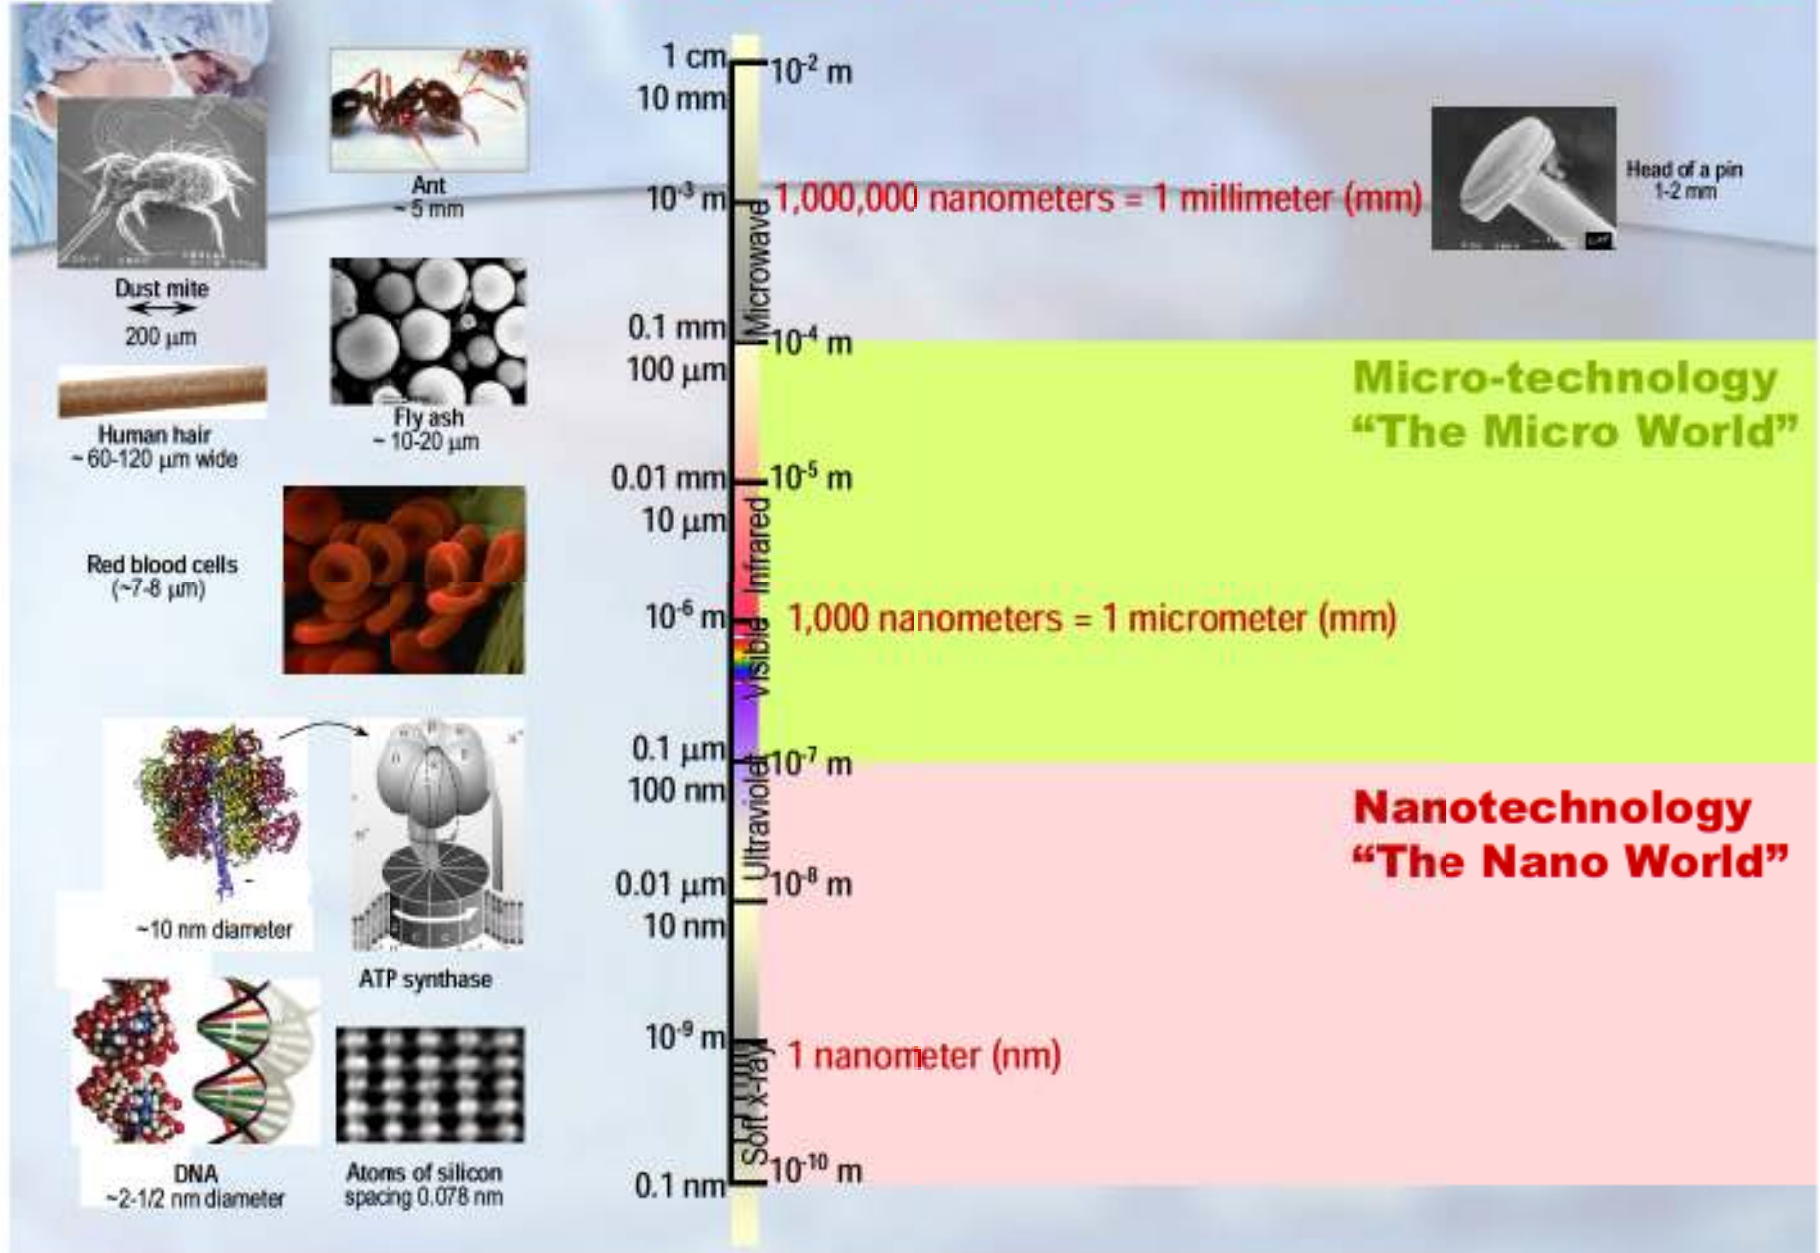 Ant
~ 5 mm
Dust mite
200 μm
Human hair
~ 60-120 μm wide
Fly ash
~ 10-20 μm
Red blood cells
(~7-8 μm)
~10 nm diameter
ATP synthase
DNA
~2-1/2 nm diameter
Atoms of silicon
spacing 0.078 nm
1 cm
10 mm
10⁻² m
10⁻³ m
1,000,000 nanometers = 1 millimeter (mm)
Microwave
0.1 mm
100 μm
10⁻⁴ m
0.01 mm
10 μm
10⁻⁵ m
Infrared
10⁻⁶ m
1,000 nanometers = 1 micrometer (mm)
Visible
0.1 μm
100 nm
10⁻⁷ m
Ultraviolet
0.01 μm
10 nm
10⁻⁸ m
10⁻⁹ m
1 nanometer (nm)
Soft x-ray
0.1 nm
10⁻¹⁰ m
Head of a pin
1-2 mm
Micro-technology
“The Micro World”
Nanotechnology
“The Nano World”